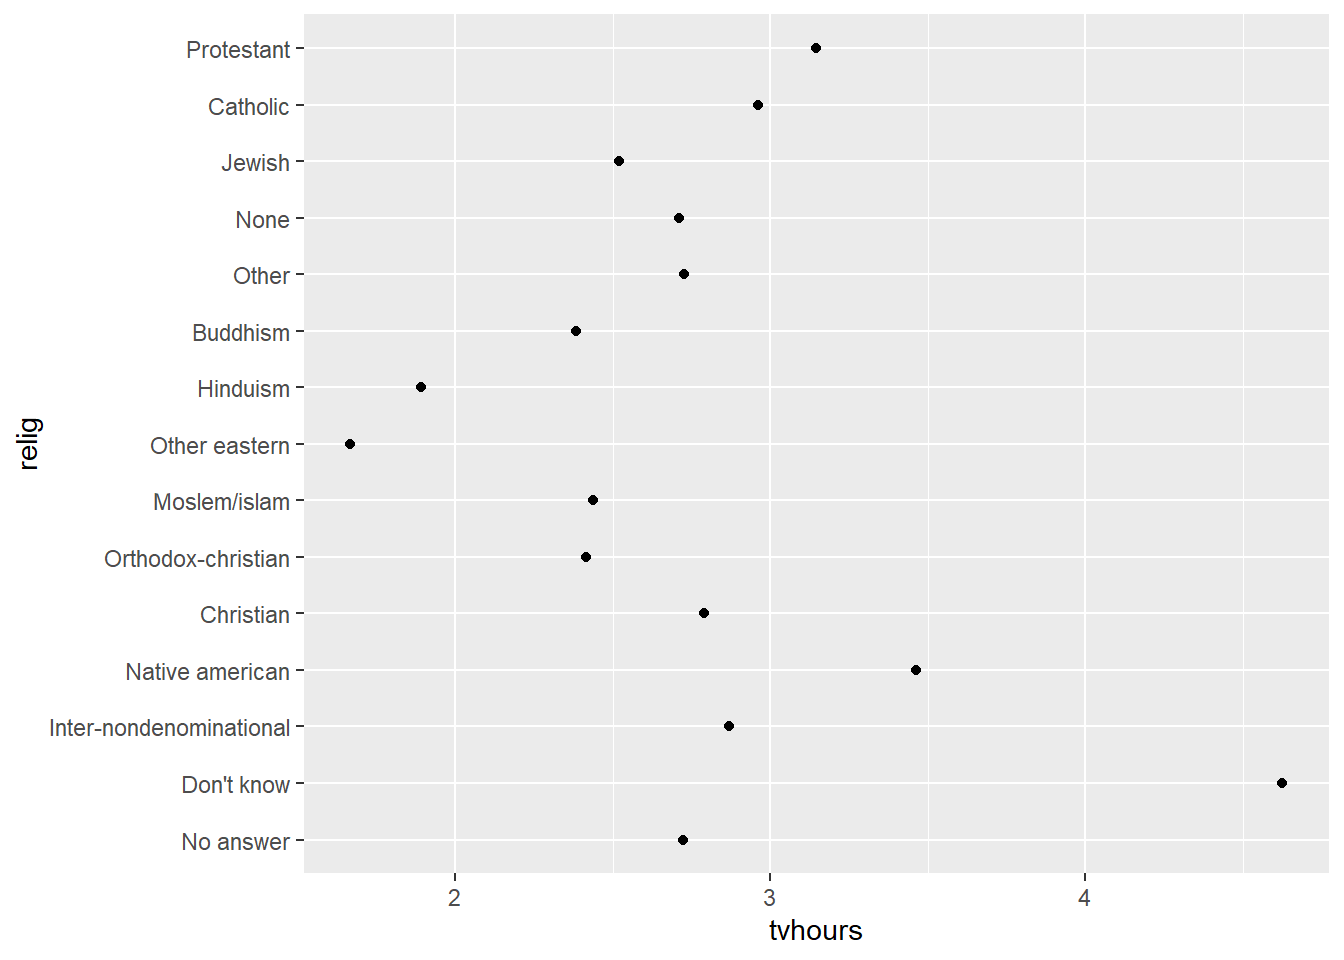 Protestant
Catholic
Jewish
None
Other
Buddhism
Hinduism
Other eastern
Moslem/islam
Orthodox-christian
Christian
Native american
Inter-nondenominational
Don't know
No answer
relig
2 3 4
tvhours